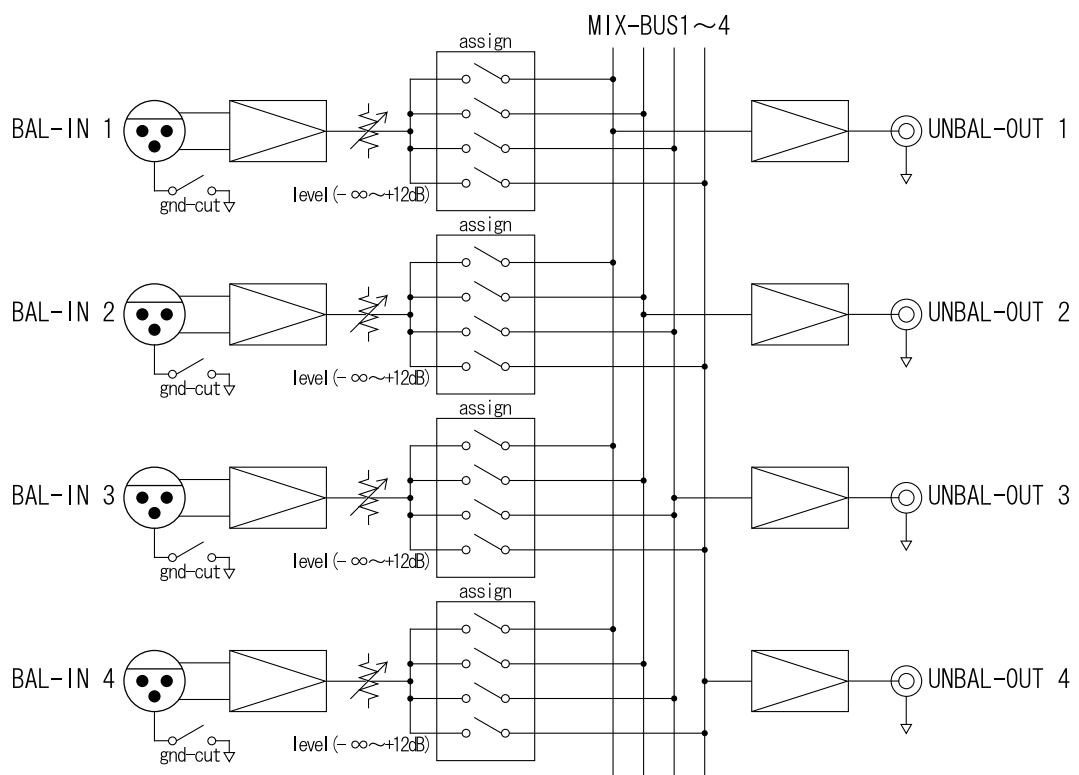 MIX-BUS1～4
assign
BAL-IN 1
UNBAL-OUT 1
level(-∞～+12dB)
gnd-cut
assign
BAL-IN 2
UNBAL-OUT 2
level(-∞～+12dB)
gnd-cut
assign
BAL-IN 3
UNBAL-OUT 3
level(-∞～+12dB)
gnd-cut
assign
BAL-IN 4
UNBAL-OUT 4
level(-∞～+12dB)
gnd-cut